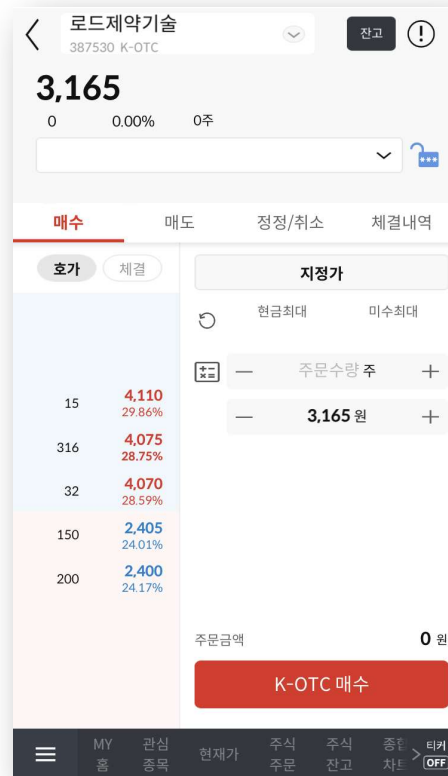 로드제약기술
387530 K-OTC
잔고
3,165
0 0.00% 0주
매수 매도 정정/취소 체결내역
호가 체결 지정가
현금최대 미수최대
주문수량 주
3,165 원
15 4,110
29.86%
316 4,075
28.75%
32 4,070
28.59%
150 2,405
24.01%
200 2,400
24.17%
주문금액 0 원
K-OTC 매수
MY 홈
관심 종목
현재가
주식 주문
주식 잔고
종합 차트
티커 OFF